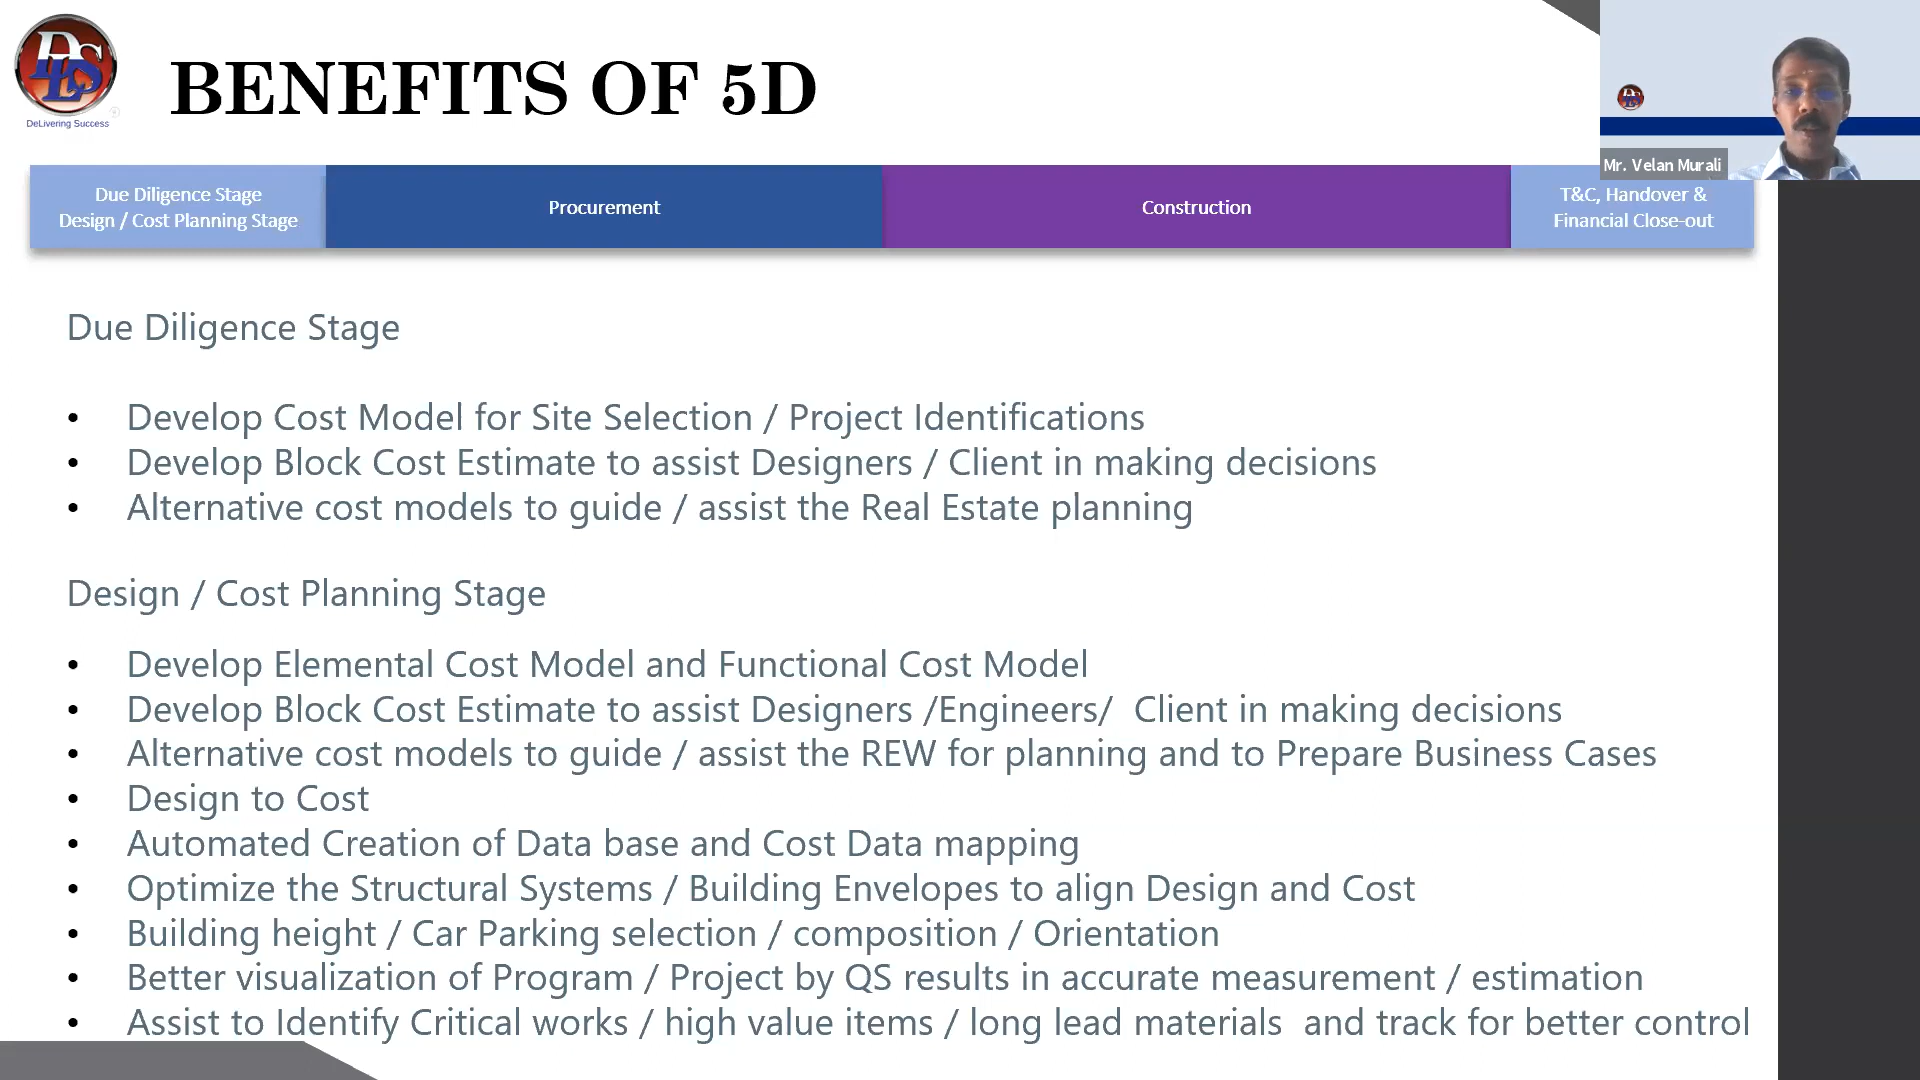 DLS
DeLivering Success
BENEFITS OF 5D
Mr. Velan Murali
Due Diligence Stage
Design / Cost Planning Stage
Procurement
Construction
T&C, Handover &
Financial Close-out
Due Diligence Stage
• Develop Cost Model for Site Selection / Project Identifications
• Develop Block Cost Estimate to assist Designers / Client in making decisions
• Alternative cost models to guide / assist the Real Estate planning
Design / Cost Planning Stage
• Develop Elemental Cost Model and Functional Cost Model
• Develop Block Cost Estimate to assist Designers /Engineers/  Client in making decisions
• Alternative cost models to guide / assist the REW for planning and to Prepare Business Cases
• Design to Cost
• Automated Creation of Data base and Cost Data mapping
• Optimize the Structural Systems / Building Envelopes to align Design and Cost
• Building height / Car Parking selection / composition / Orientation
• Better visualization of Program / Project by QS results in accurate measurement / estimation
• Assist to Identify Critical works / high value items / long lead materials  and track for better control